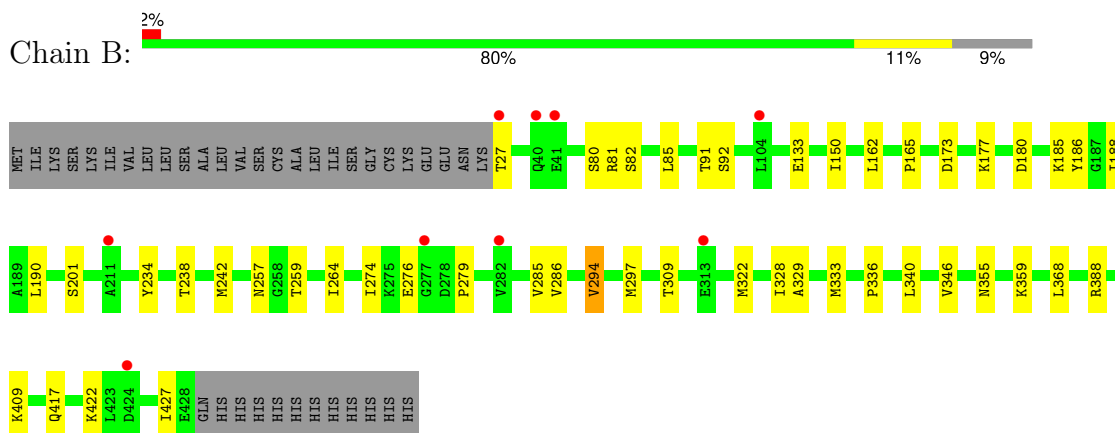 2%
Chain B:
80% 11% 9%
MET ILE LYS SER LYS ILE VAL LEU LEU SER ALA LEU VAL SER CYS ALA LEU ILE SER GLY CYS LYS GLU GLU ASN LYS T27 Q40 E41 S80 R81 S82 L85 T91 S92 L104 E133 I150 L162 P165 D173 K177 D180 K185 Y186 G187 I188
A189 L190 S201 A211 Y234 T238 M242 N257 G258 T259 I264 I274 K275 E276 G277 D278 P279 V282 V285 V286 V294 M297 T309 E313 M322 I328 A329 M333 P336 L340 V346 N355 K359 L368 R388
K409 Q417 K422 L423 D424 I427 E428 GLN HIS HIS HIS HIS HIS HIS HIS HIS HIS HIS HIS